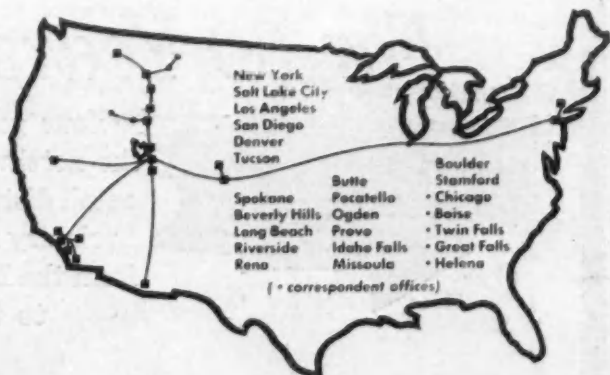 New York
Salt Lake City
Los Angeles
San Diego
Denver
Tucson
Spokane
Beverly Hills
Long Beach
Riverside
Reno
Butte
Pocatello
Ogden
Provo
Idaho Falls
Missoula
Boulder
Stamford
• Chicago
• Boise
• Twin Falls
• Great Falls
• Helena
( • correspondent offices)